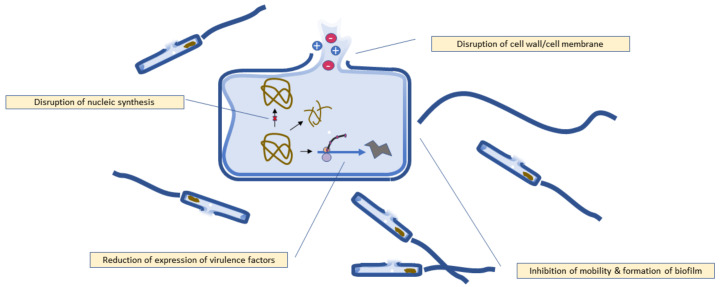 Disruption of cell wall/cell membrane
Disruption of nucleic synthesis
Reduction of expression of virulence factors
Inhibition of mobility & formation of biofilm